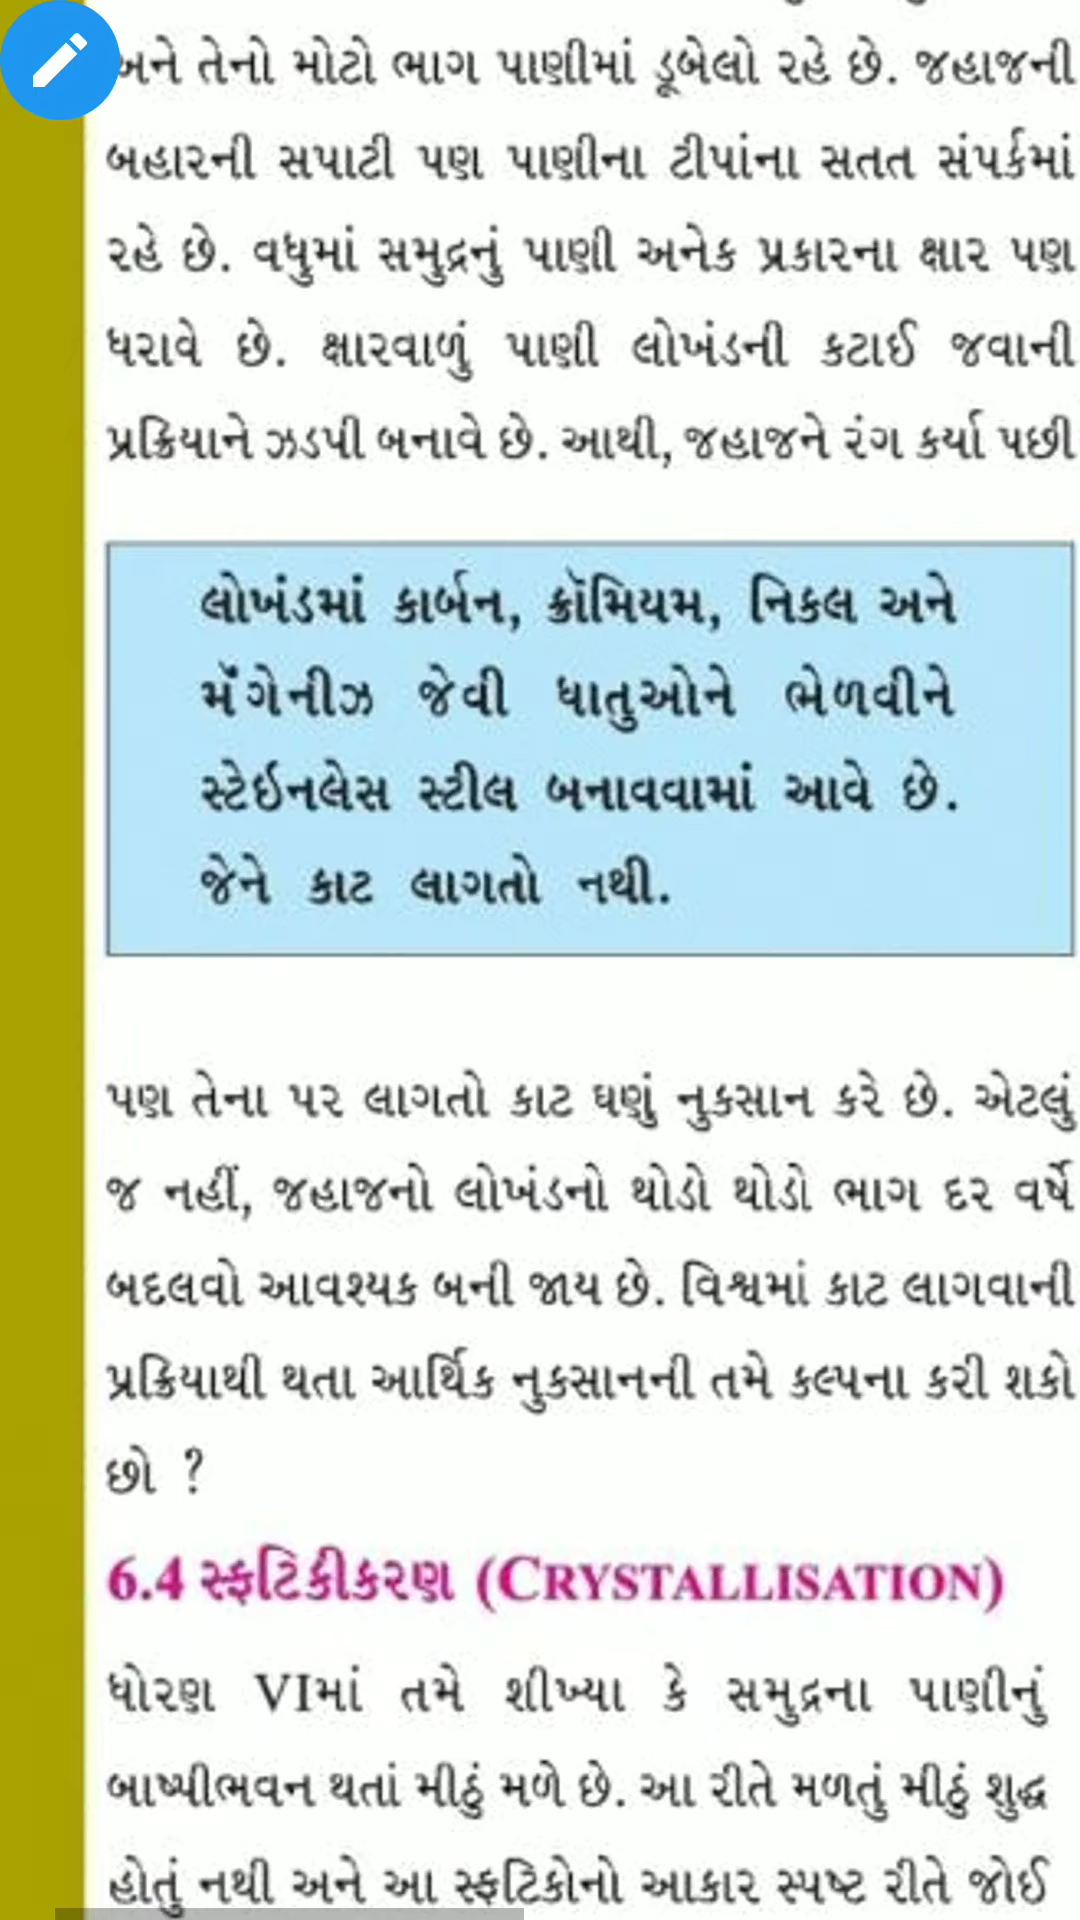 અને તેનો મોટો ભાગ પાણીમાં ડૂબેલો રહે છે. જહાજની
બહારની સપાટી પણ પાણીના ટીપાંના સતત સંપર્કમાં
રહે છે. વધુમાં સમુદ્રનું પાણી અનેક પ્રકારના ક્ષાર પણ
ધરાવે છે. ક્ષારવાળું પાણી લોખંડની કટાઈ જવાની
પ્રક્રિયાને ઝડપી બનાવે છે. આથી, જહાજને રંગ કર્યા પછી
લોખંડમાં કાર્બન, ક્રૉમિયમ, નિકલ અને
મૅંગેનીઝ જેવી ધાતુઓને ભેળવીને
સ્ટેઇનલેસ સ્ટીલ બનાવવામાં આવે છે.
જેને કાટ લાગતો નથી.
પણ તેના પર લાગતો કાટ ઘણું નુકસાન કરે છે. એટલું
જ નહીં, જહાજનો લોખંડનો થોડો થોડો ભાગ દર વર્ષે
બદલવો આવશ્યક બની જાય છે. વિશ્વમાં કાટ લાગવાની
પ્રક્રિયાથી થતા આર્થિક નુકસાનની તમે કલ્પના કરી શકો
છો ?
6.4 સ્ફટિકીકરણ (CRYSTALLISATION)
ધોરણ VIમાં તમે શીખ્યા કે સમુદ્રના પાણીનું
બાષ્પીભવન થતાં મીઠું મળે છે. આ રીતે મળતું મીઠું શુદ્ધ
હોતું નથી અને આ સ્ફટિકોનો આકાર સ્પષ્ટ રીતે જોઈ